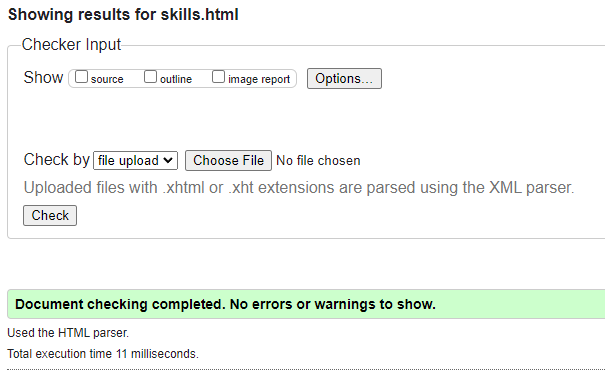 Showing results for skills.html
Checker Input
Show source outline image report Options...
Check by file upload Choose File No file chosen
Uploaded files with .xhtml or .xht extensions are parsed using the XML parser.
Check
Document checking completed. No errors or warnings to show.
Used the HTML parser.
Total execution time 11 milliseconds.